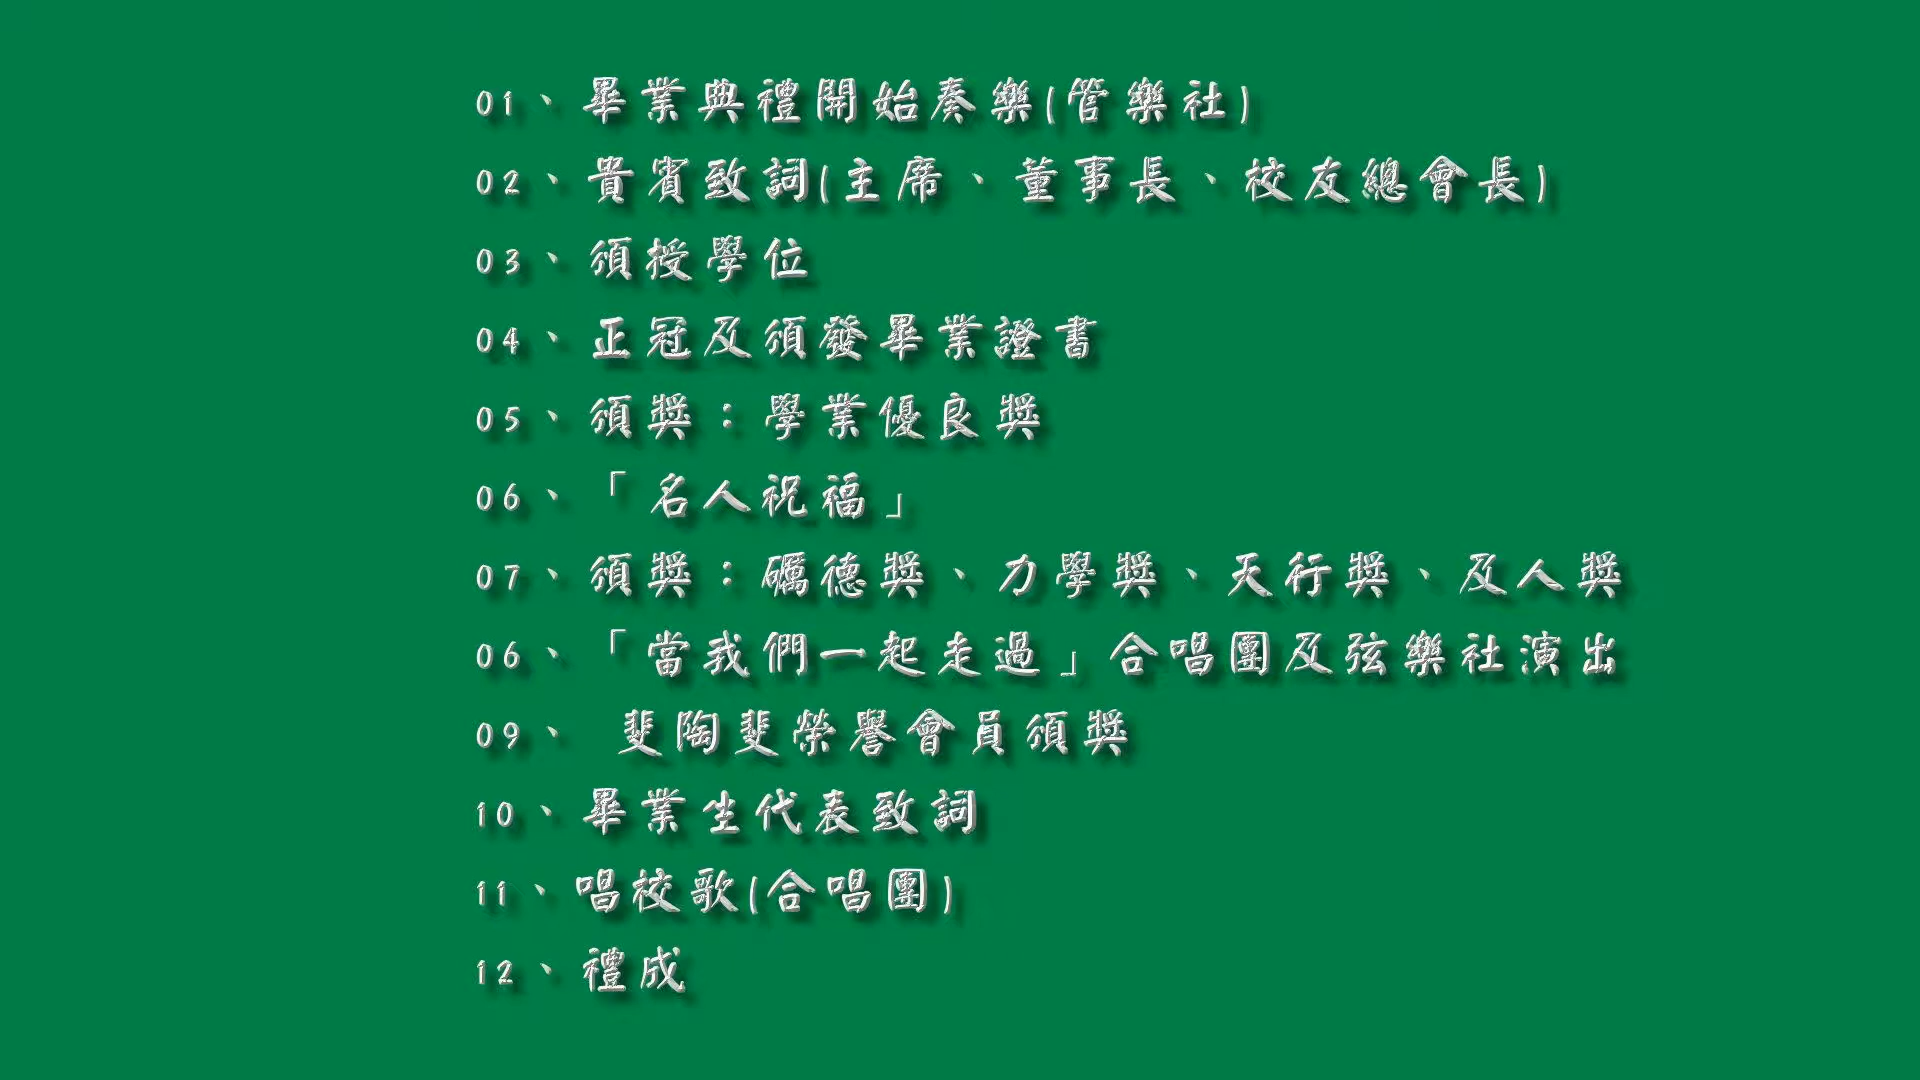 01、畢業典禮開始奏樂(管樂社)
02、貴賓致詞(主席、董事長、校友總會長)
03、頒授學位
04、正冠及頒發畢業證書
05、頒獎：學業優良獎
06、「名人祝福」
07、頒獎：礪德獎、力學獎、天行獎、及人獎
06、「當我們一起走過」合唱團及弦樂社演出
09、 斐陶斐榮譽會員頒獎
10、畢業生代表致詞
11、唱校歌(合唱團)
12、禮成